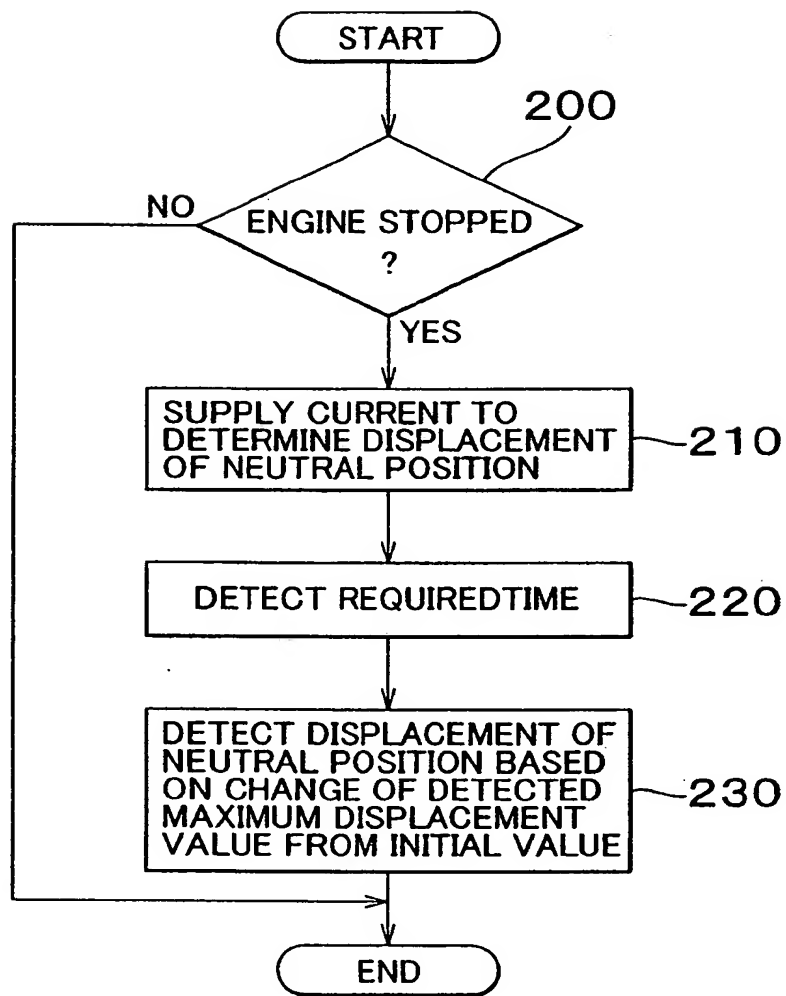 START
200
NO
ENGINE STOPPED
?
YES
SUPPLY CURRENT TO
DETERMINE DISPLACEMENT
OF NEUTRAL POSITION
210
DETECT REQUIREDTIME
220
DETECT DISPLACEMENT OF
NEUTRAL POSITION BASED
ON CHANGE OF DETECTED
MAXIMUM DISPLACEMENT
VALUE FROM INITIAL VALUE
230
END